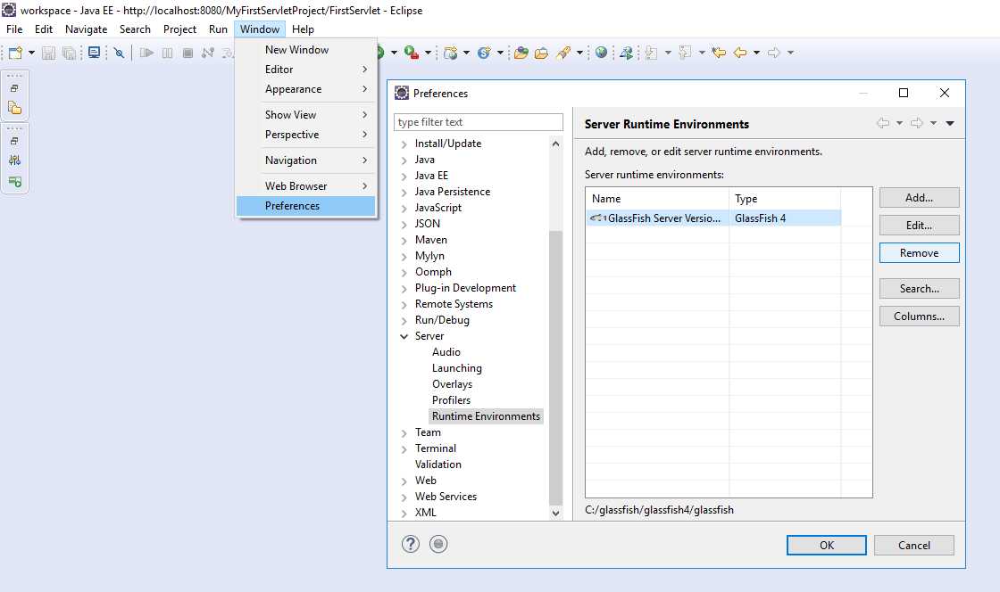 workspace - Java EE - http://localhost:8080/MyFirstServletProject/FirstServlet - Eclipse
File Edit Navigate Search Project Run Window Help
New Window
Editor
Appearance
Show View
Perspective
Navigation
Web Browser
Preferences
Preferences
type filter text
Install/Update
Java
Java EE
Java Persistence
JavaScript
JSON
Maven
Mylyn
Oomph
Plug-in Development
Remote Systems
Run/Debug
Server
Audio
Launching
Overlays
Profilers
Runtime Environments
Team
Terminal
Validation
Web
Web Services
XML
Server Runtime Environments
Add, remove, or edit server runtime environments.
Server runtime environments:
Name Type
GlassFish Server Versio... GlassFish 4
Add...
Edit...
Remove
Search...
Columns...
C:/glassfish/glassfish4/glassfish
OK Cancel